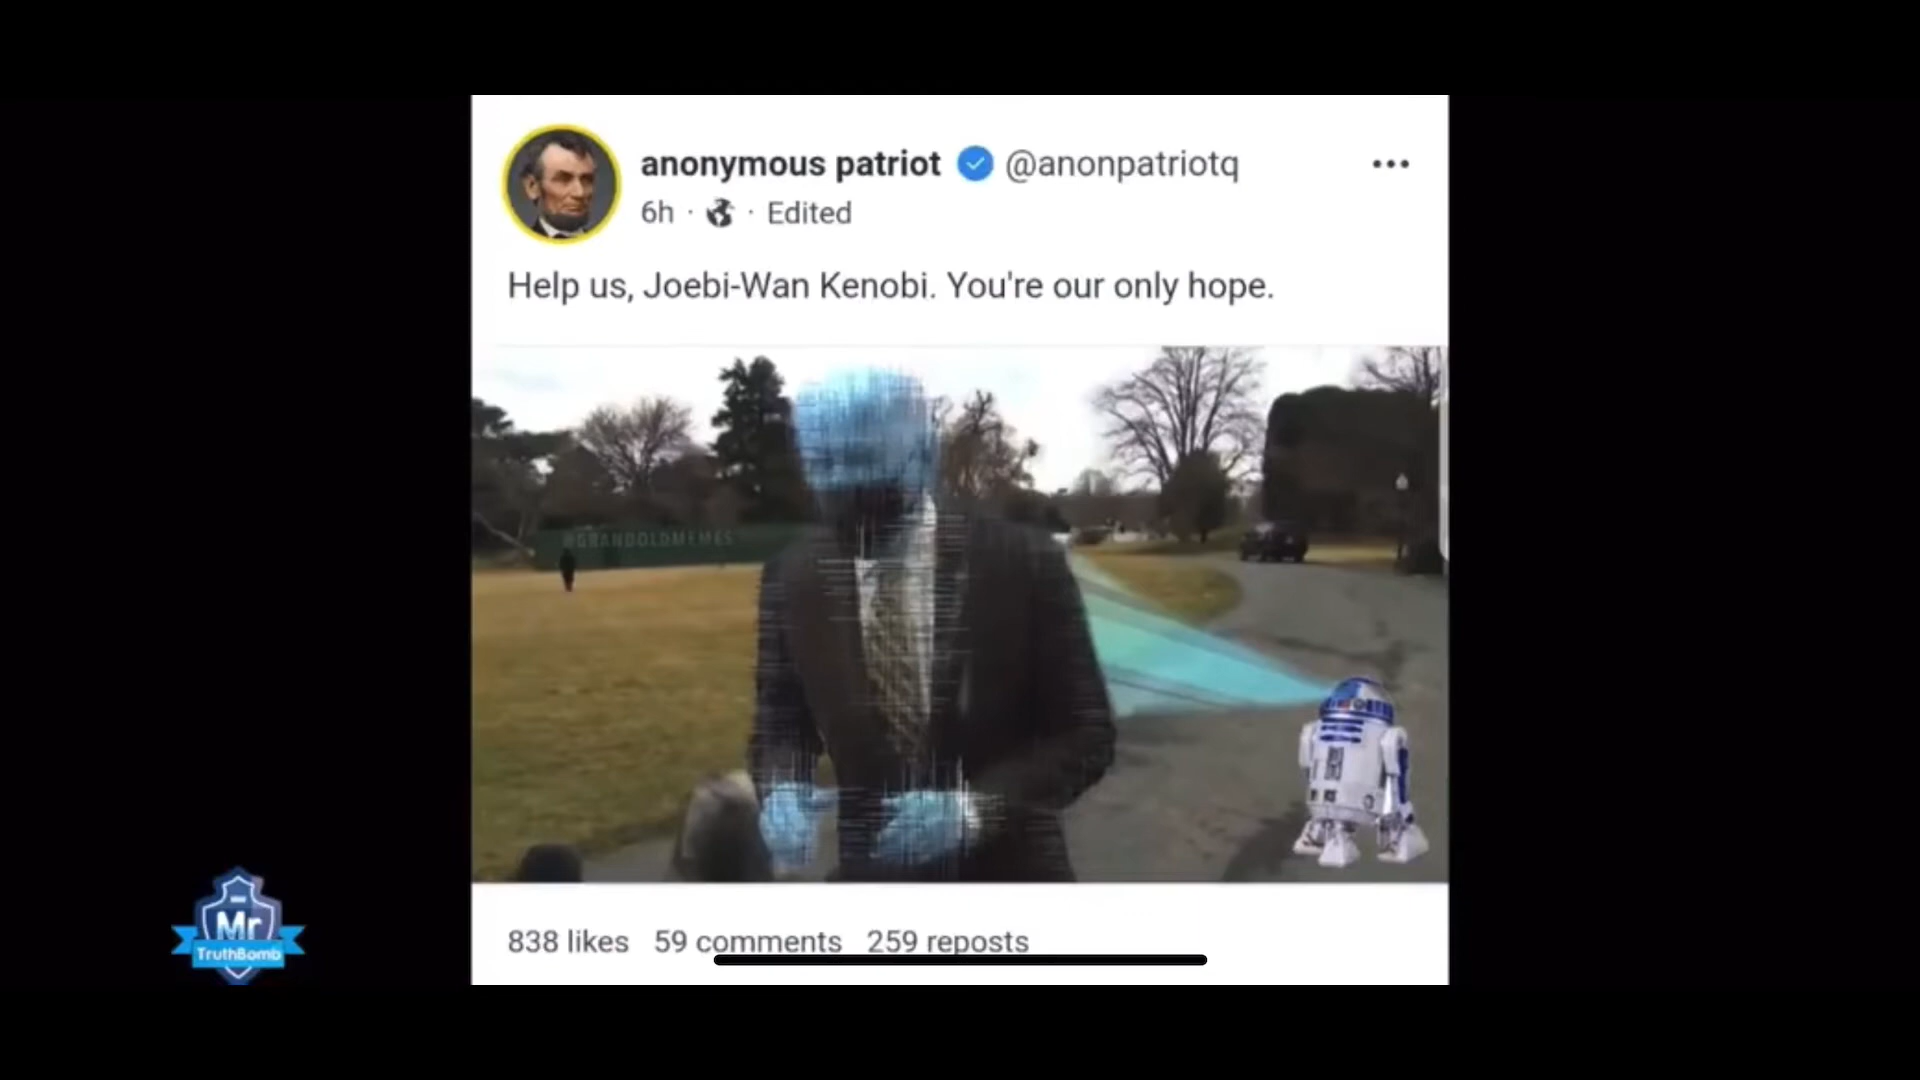 anonymous patriot @anonpatriotq
6h · Edited
Help us, Joebi-Wan Kenobi. You're our only hope.
@GRANDOLDMEMES
838 likes 59 comments 259 reposts
Mr
TruthBomb